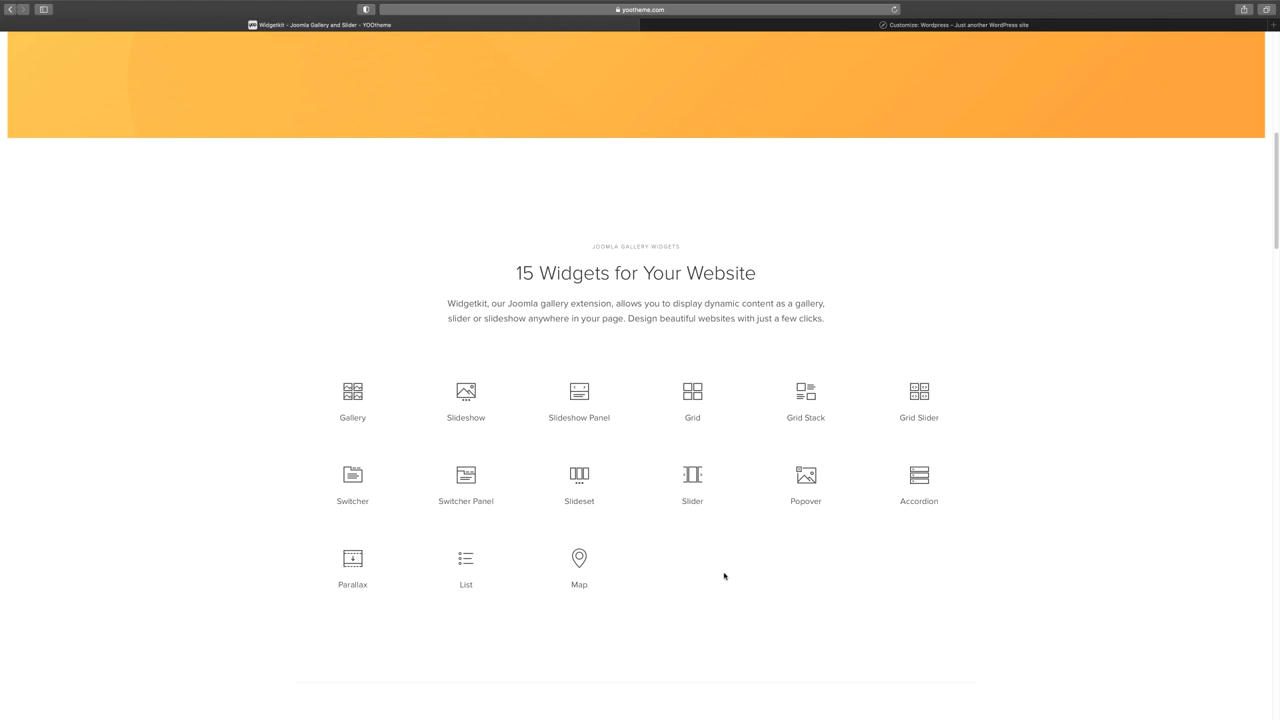 yootheme.com
yoo Widgetkit - Joomla Gallery and Slider - YOOtheme
Customize: Wordpress – Just another WordPress site
JOOMLA GALLERY WIDGETS
15 Widgets for Your Website
Widgetkit, our Joomla gallery extension, allows you to display dynamic content as a gallery,
slider or slideshow anywhere in your page. Design beautiful websites with just a few clicks.
Gallery
Slideshow
Slideshow Panel
Grid
Grid Stack
Grid Slider
Switcher
Switcher Panel
Slideset
Slider
Popover
Accordion
Parallax
List
Map